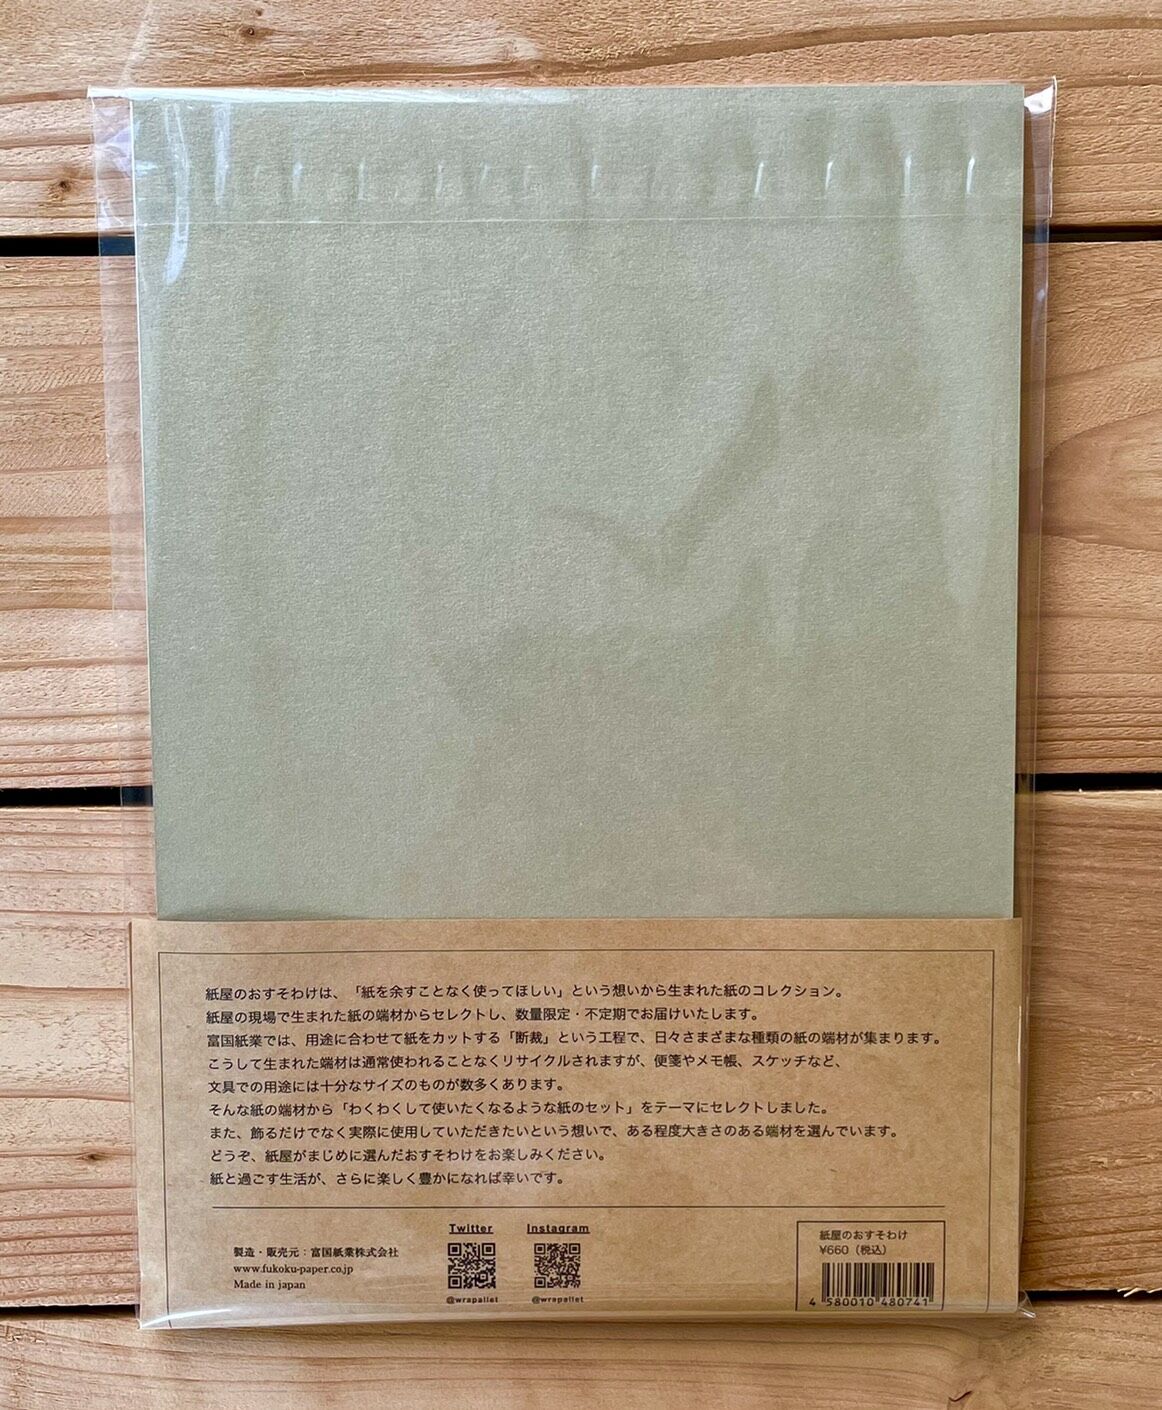 紙屋のおすそわけは、「紙を余すことなく使ってほしい」という想いから生まれた紙のコレクション。
紙屋の現場で生まれた紙の端材からセレクトし、数量限定・不定期でお届けいたします。
富国紙業では、用途に合わせて紙をカットする「断裁」という工程で、日々さまざまな種類の紙の端材が集まります。
こうして生まれた端材は通常使われることなくリサイクルされますが、便箋やメモ帳、スケッチなど、
文具での用途には十分なサイズのものが数多くあります。
そんな紙の端材から「わくわくして使いたくなるような紙のセット」をテーマにセレクトしました。
また、飾るだけでなく実際に使用していただきたいという想いで、ある程度大きさのある端材を選んでいます。
どうぞ、紙屋がまじめに選んだおすそわけをお楽しみください。
紙と過ごす生活が、さらに楽しく豊かになれば幸いです。
製造・販売元：富国紙業株式会社
www.fukoku-paper.co.jp
Made in japan
Twitter
@wrapallet
Instagram
@wrapallet
紙屋のおすそわけ
¥660（税込）
4 580010 480741